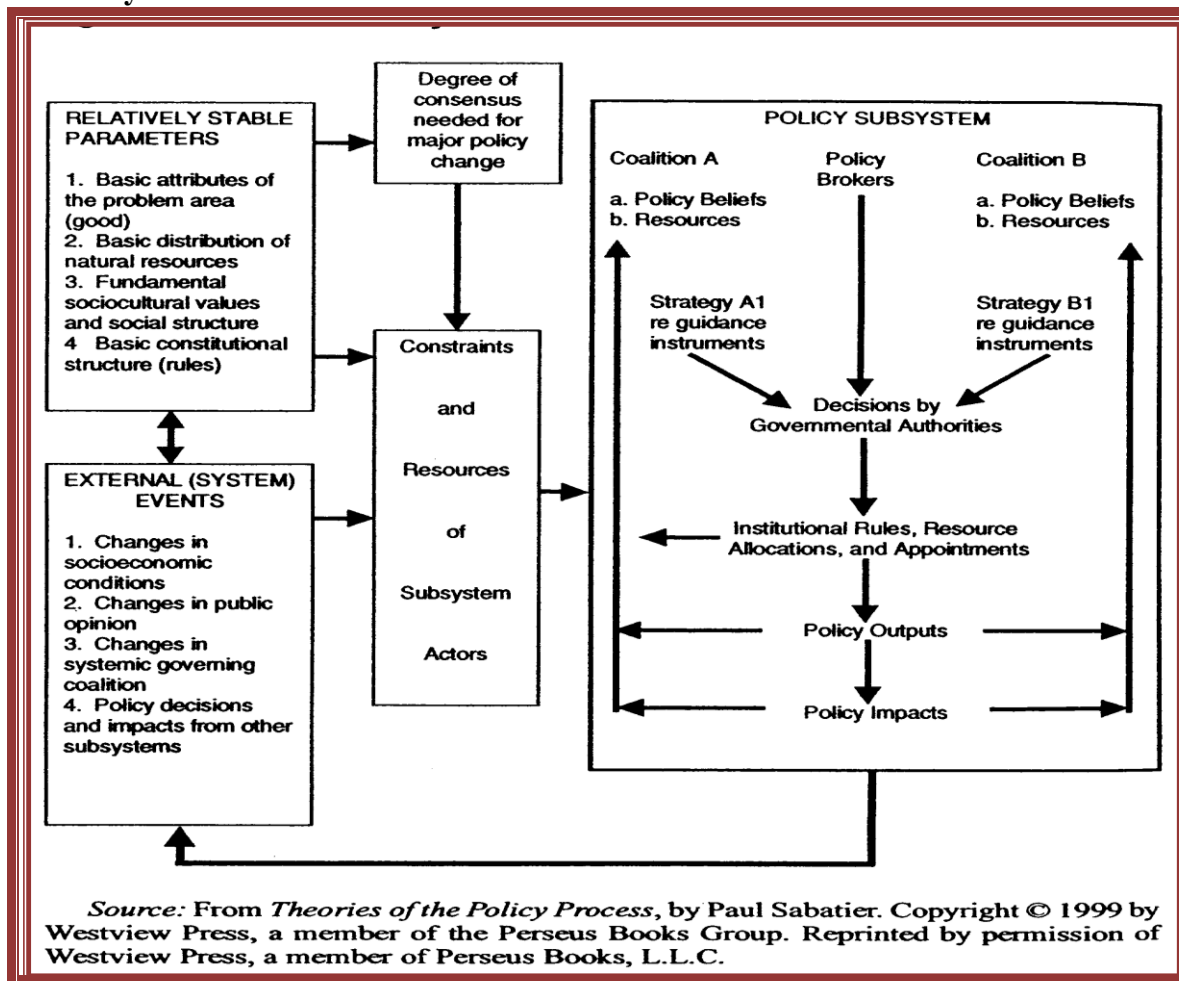 Degree of
consensus
needed for
major policy
change
RELATIVELY STABLE
PARAMETERS
1. Basic attributes of
the problem area
(good)
2. Basic distribution of
natural resources
3. Fundamental
sociocultural values
and social structure
4 Basic constitutional
structure (rules)
EXTERNAL (SYSTEM)
EVENTS
1. Changes in
socioeconomic
conditions
2. Changes in public
opinion
3. Changes in
systemic governing
coalition
4. Policy decisions
and impacts from other
subsystems
Constraints
and
Resources
of
Subsystem
Actors
POLICY SUBSYSTEM
Coalition A
a. Policy Beliefs
b. Resources
Policy
Brokers
Coalition B
a. Policy Beliefs
b. Resources
Strategy A1
re guidance
instruments
Strategy B1
re guidance
instruments
Decisions by
Governmental Authorities
Institutional Rules, Resource
Allocations, and Appointments
Policy Outputs
Policy Impacts
Source: From Theories of the Policy Process, by Paul Sabatier. Copyright © 1999 by
Westview Press, a member of the Perseus Books Group. Reprinted by permission of
Westview Press, a member of Perseus Books, L.L.C.